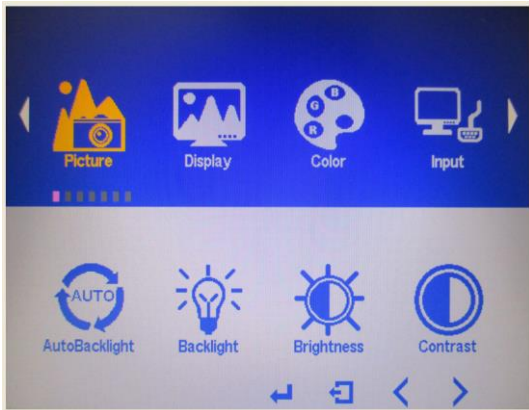 B
G
R
Picture Display Color Input
AUTO
AutoBacklight Backlight Brightness Contrast